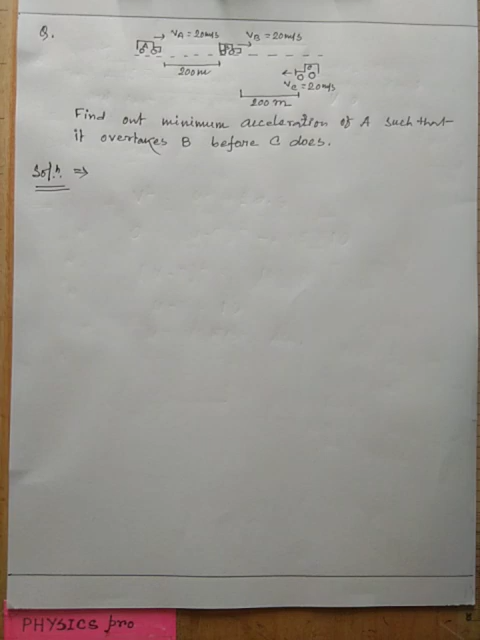 Q.
VA = 20m/s VB = 20m/s
A B
200m C
VC = 20m/s
200 m
Find out minimum acceleration of A such that
it overtakes B before C does.
Sol.n. ⇒
PHYSICS pro